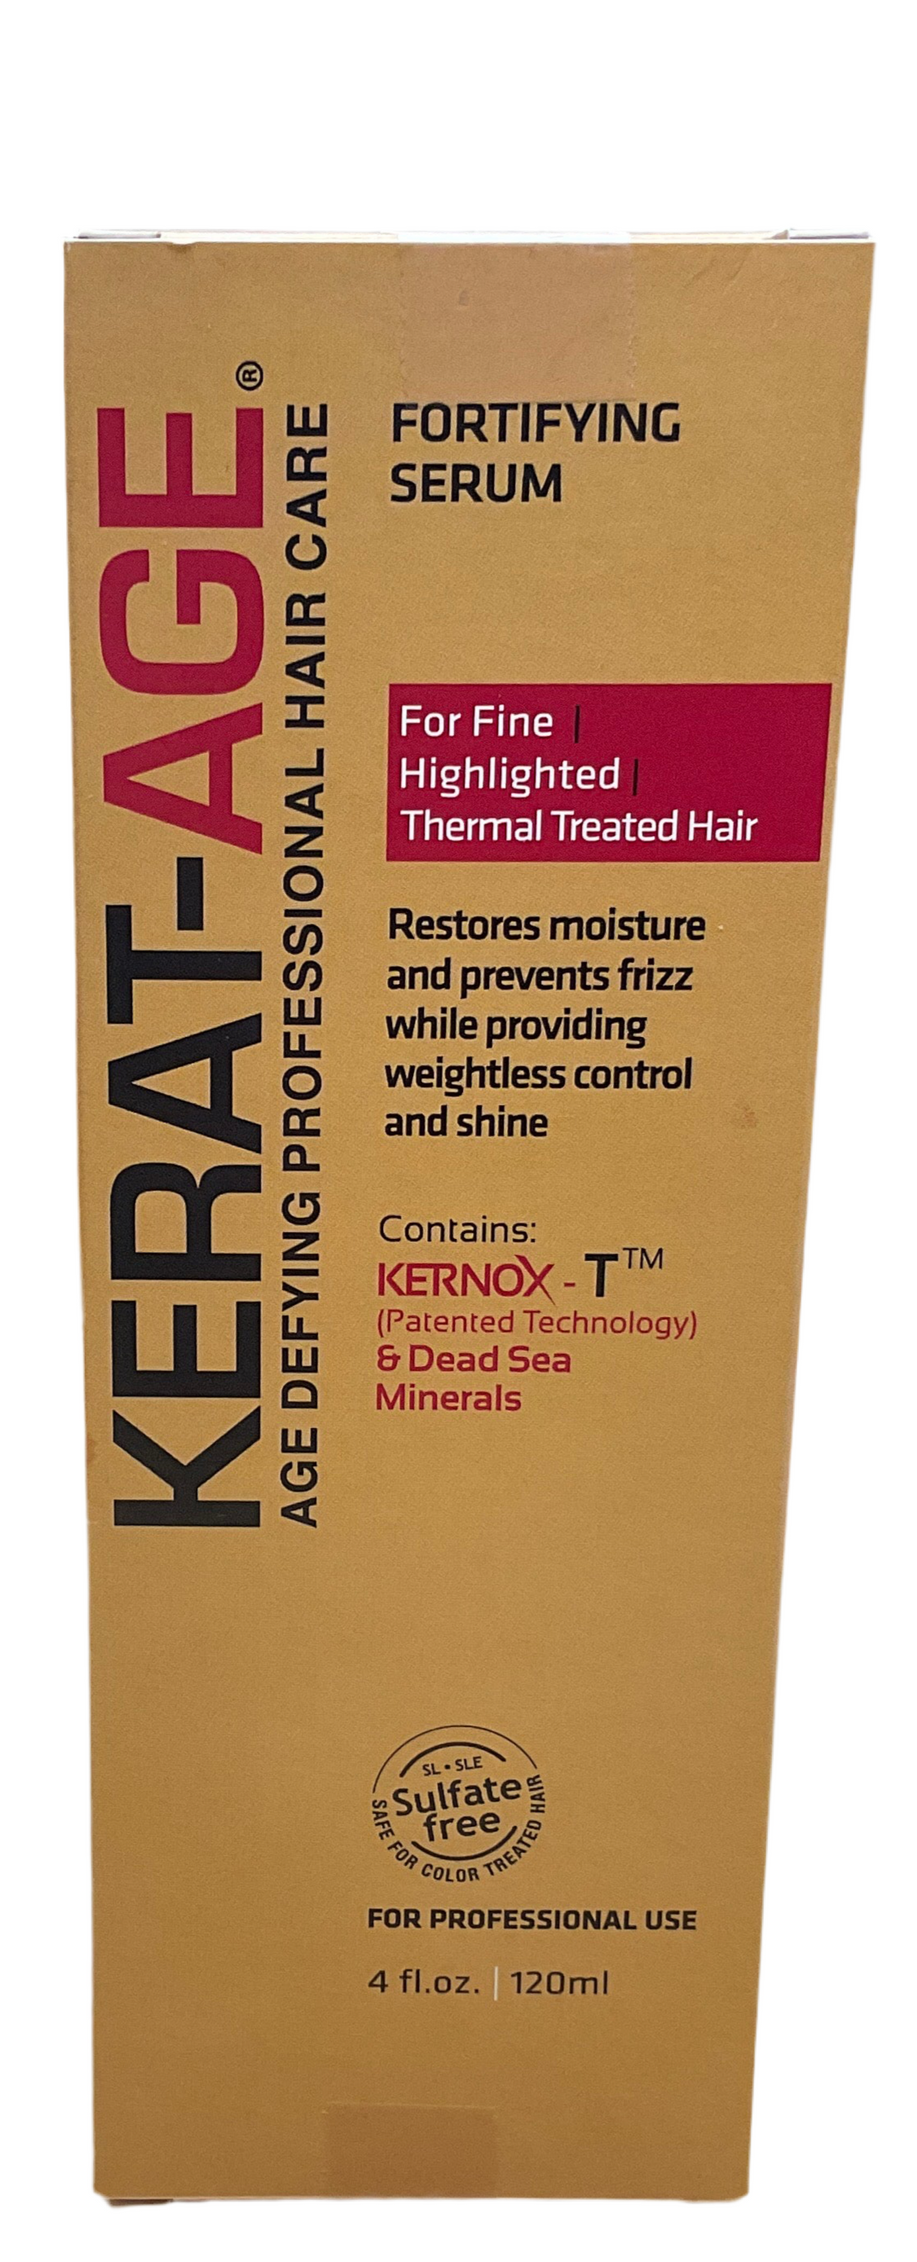 KERAT-AGE®
AGE DEFYING PROFESSIONAL HAIR CARE
FORTIFYING
SERUM
For Fine |
Highlighted |
Thermal Treated Hair
Restores moisture
and prevents frizz
while providing
weightless control
and shine
Contains:
KERNOX - T™
(Patented Technology)
& Dead Sea
Minerals
SL • SLE
Sulfate
free
SAFE FOR COLOR TREATED HAIR
FOR PROFESSIONAL USE
4 fl.oz. | 120ml